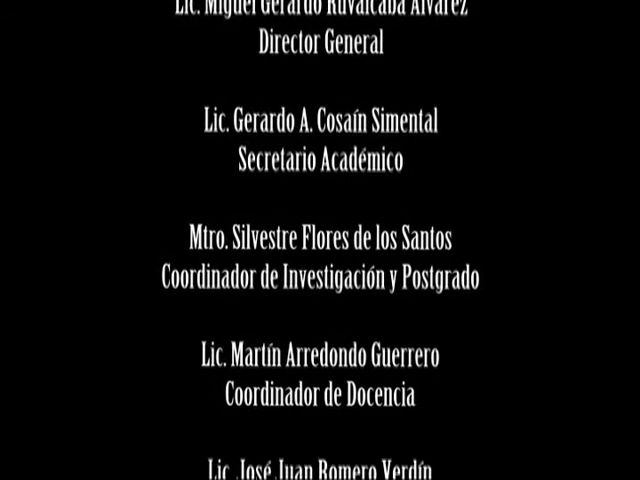 Lic. Miguel Gerardo Ruvalcaba Álvarez
Director General
Lic. Gerardo A. Cosaín Simental
Secretario Académico
Mtro. Silvestre Flores de los Santos
Coordinador de Investigación y Postgrado
Lic. Martín Arredondo Guerrero
Coordinador de Docencia
Lic. José Juan Romero Verdín